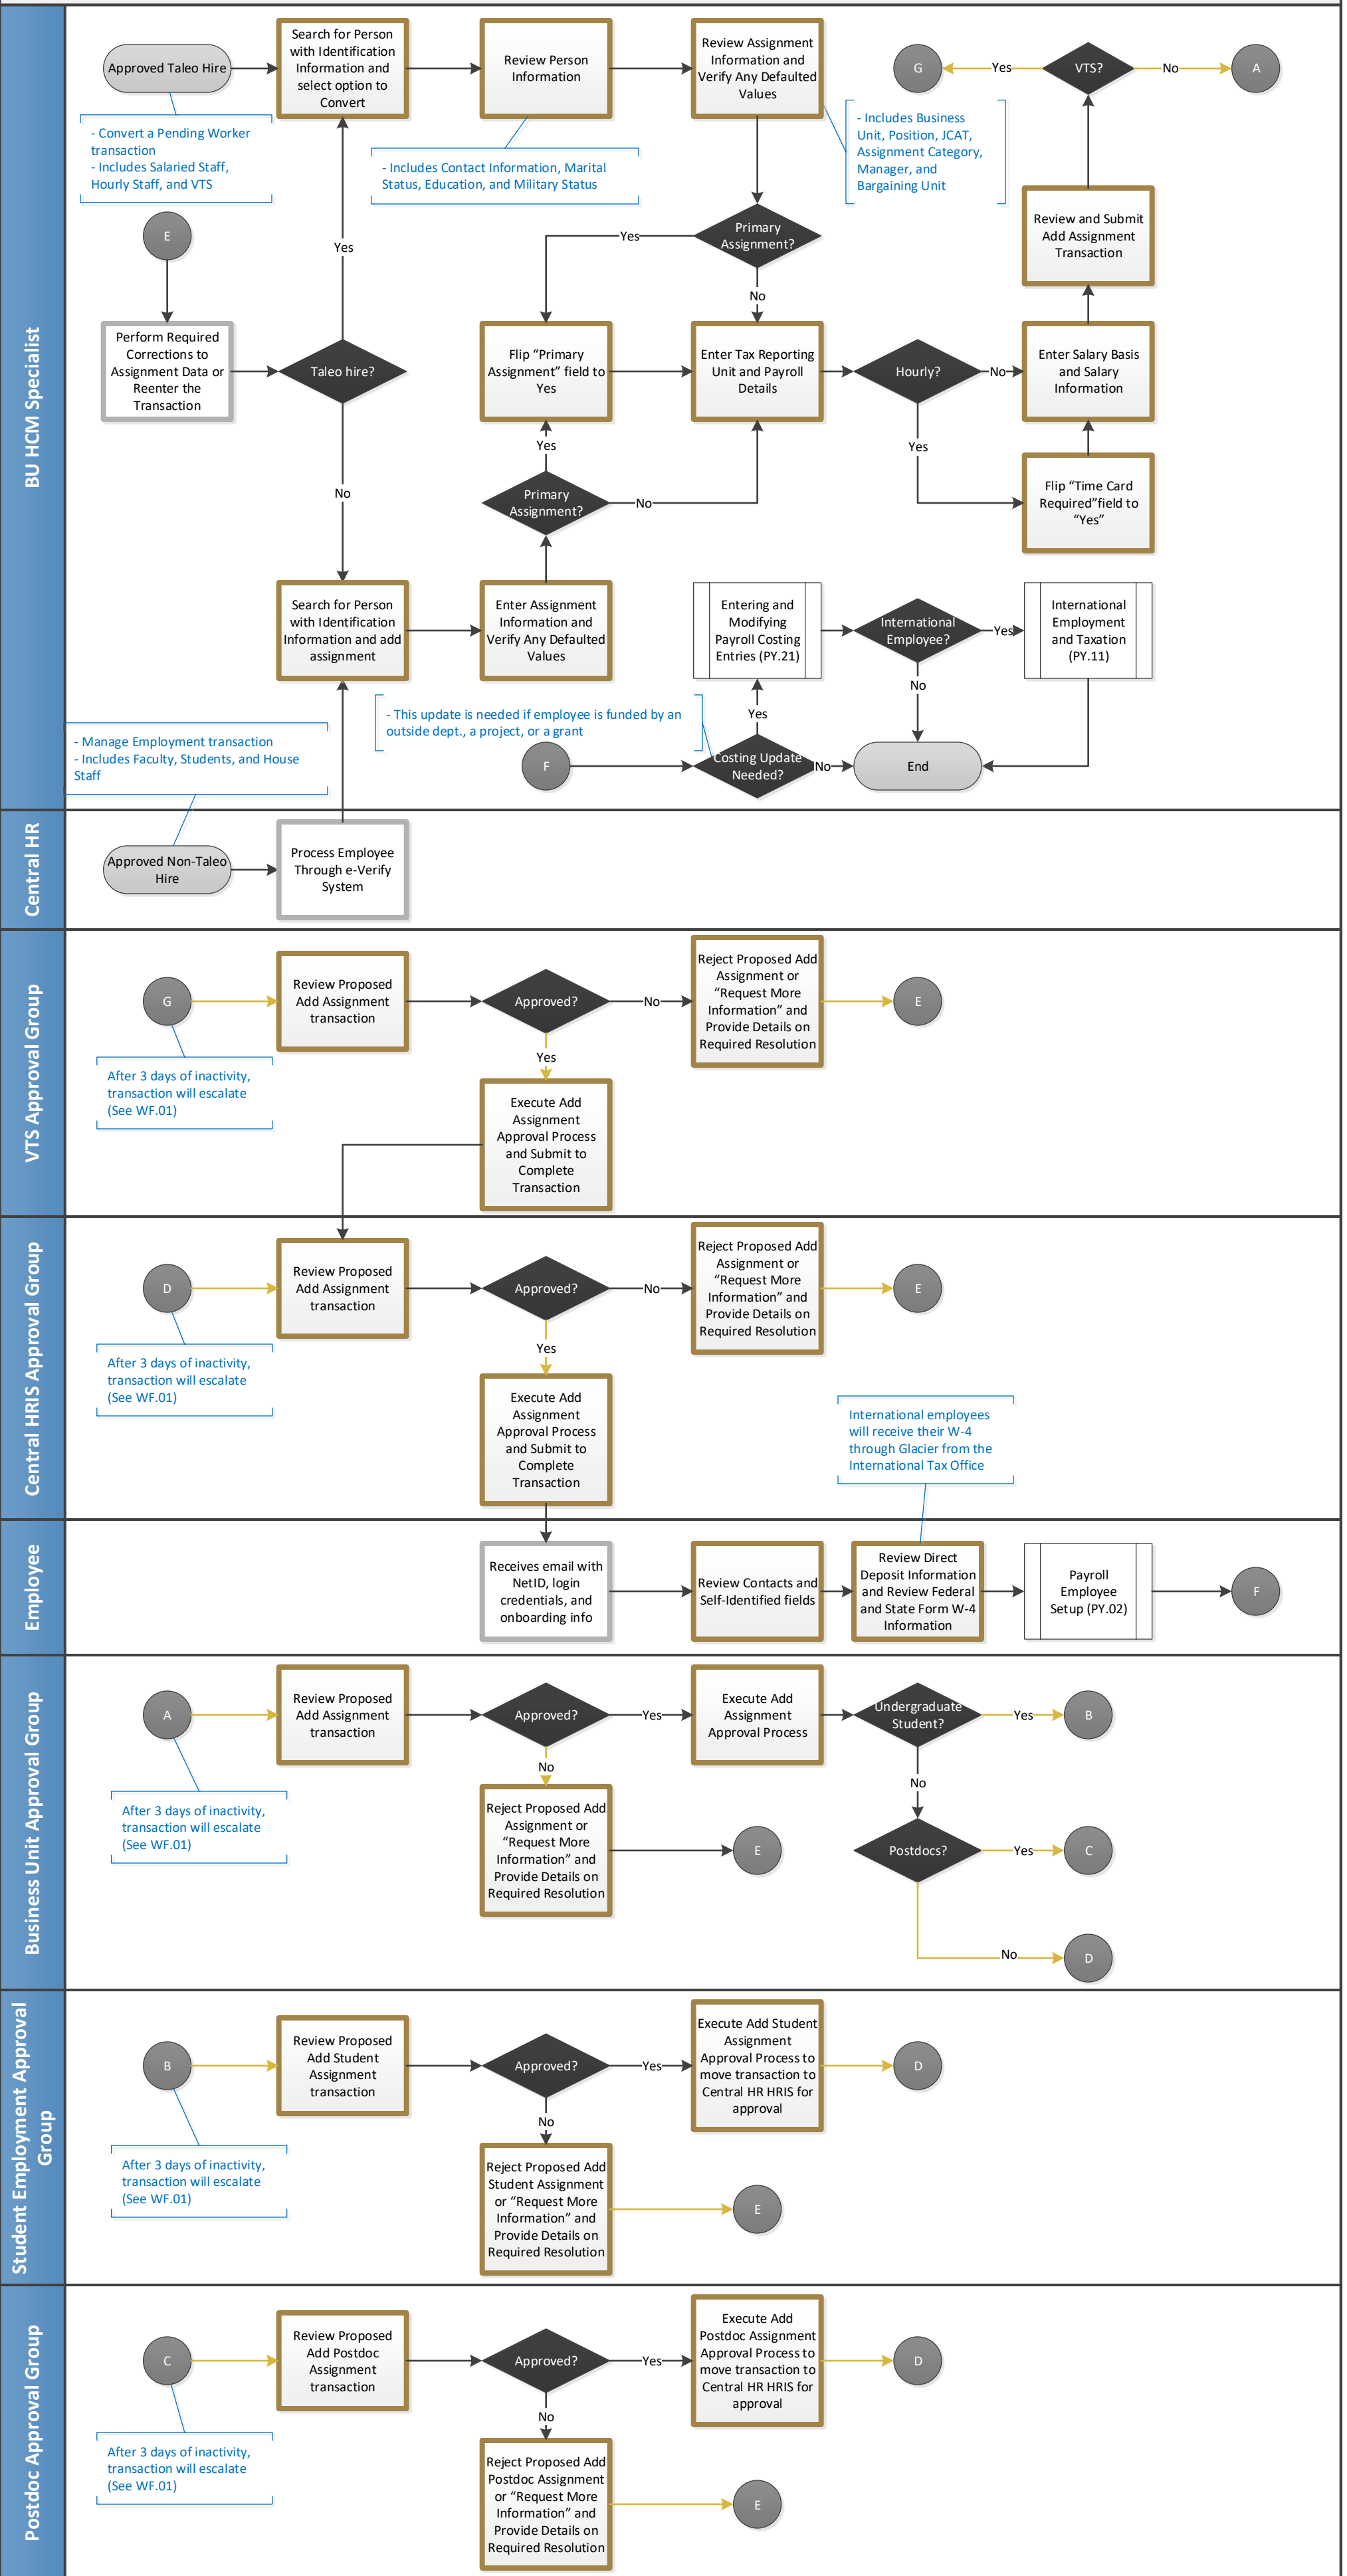 BU HCM Specialist
Approved Taleo Hire
- Convert a Pending Worker
transaction
- Includes Salaried Staff,
Hourly Staff, and VTS
Search for Person
with Identification
Information and
select option to
Convert
Review Person
Information
- Includes Contact Information, Marital
Status, Education, and Military Status
Review Assignment
Information and
Verify Any Defaulted
Values
- Includes Business
Unit, Position, JCAT,
Assignment Category,
Manager, and
Bargaining Unit
G
Yes
VTS?
No
A
E
Perform Required
Corrections to
Assignment Data or
Reenter the
Transaction
Taleo hire?
Yes
No
Primary
Assignment?
Yes
No
Flip “Primary
Assignment” field to
Yes
Enter Tax Reporting
Unit and Payroll
Details
Hourly?
No
Yes
Enter Salary Basis
and Salary
Information
Review and Submit
Add Assignment
Transaction
Flip “Time Card
Required”field to
“Yes”
Yes
Primary
Assignment?
No
Search for Person
with Identification
Information and add
assignment
Enter Assignment
Information and
Verify Any Defaulted
Values
Entering and
Modifying
Payroll Costing
Entries (PY.21)
International
Employee?
Yes
No
International
Employment
and Taxation
(PY.11)
- This update is needed if employee is funded by an
outside dept., a project, or a grant
F
Yes
Costing Update
Needed?
No
End
- Manage Employment transaction
- Includes Faculty, Students, and House
Staff
Central HR
Approved Non-Taleo
Hire
Process Employee
Through e-Verify
System
VTS Approval Group
G
After 3 days of inactivity,
transaction will escalate
(See WF.01)
Review Proposed
Add Assignment
transaction
Approved?
No
Yes
Reject Proposed Add
Assignment or
“Request More
Information” and
Provide Details on
Required Resolution
E
Execute Add
Assignment
Approval Process
and Submit to
Complete
Transaction
Central HRIS Approval Group
D
After 3 days of inactivity,
transaction will escalate
(See WF.01)
Review Proposed
Add Assignment
transaction
Approved?
No
Yes
Reject Proposed Add
Assignment or
“Request More
Information” and
Provide Details on
Required Resolution
E
Execute Add
Assignment
Approval Process
and Submit to
Complete
Transaction
International employees
will receive their W-4
through Glacier from the
International Tax Office
Employee
Receives email with
NetID, login
credentials, and
onboarding info
Review Contacts and
Self-Identified fields
Review Direct
Deposit Information
and Review Federal
and State Form W-4
Information
Payroll
Employee
Setup (PY.02)
F
Business Unit Approval Group
A
After 3 days of inactivity,
transaction will escalate
(See WF.01)
Review Proposed
Add Assignment
transaction
Approved?
Yes
No
Execute Add
Assignment
Approval Process
Undergraduate
Student?
Yes
B
No
Reject Proposed Add
Assignment or
“Request More
Information” and
Provide Details on
Required Resolution
E
Postdocs?
Yes
C
No
D
Student Employment Approval
Group
B
After 3 days of inactivity,
transaction will escalate
(See WF.01)
Review Proposed
Add Student
Assignment
transaction
Approved?
Yes
No
Execute Add Student
Assignment
Approval Process to
move transaction to
Central HR HRIS for
approval
D
Reject Proposed Add
Student Assignment
or “Request More
Information” and
Provide Details on
Required Resolution
E
Postdoc Approval Group
C
After 3 days of inactivity,
transaction will escalate
(See WF.01)
Review Proposed
Add Postdoc
Assignment
transaction
Approved?
Yes
No
Execute Add
Postdoc Assignment
Approval Process to
move transaction to
Central HR HRIS for
approval
D
Reject Proposed Add
Postdoc Assignment
or “Request More
Information” and
Provide Details on
Required Resolution
E